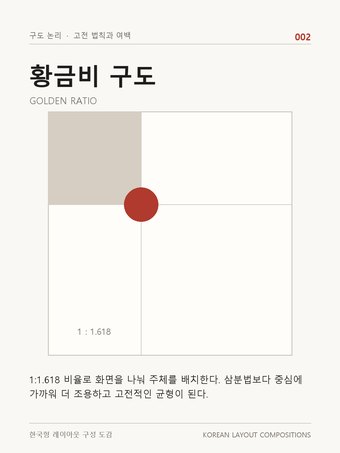 구도 논리 · 고전 법칙과 여백
002
황금비 구도
GOLDEN RATIO
1 : 1.618
1:1.618 비율로 화면을 나눠 주체를 배치한다. 삼분법보다 중심에
가까워 더 조용하고 고전적인 균형이 된다.
한국형 레이아웃 구성 도감
KOREAN LAYOUT COMPOSITIONS